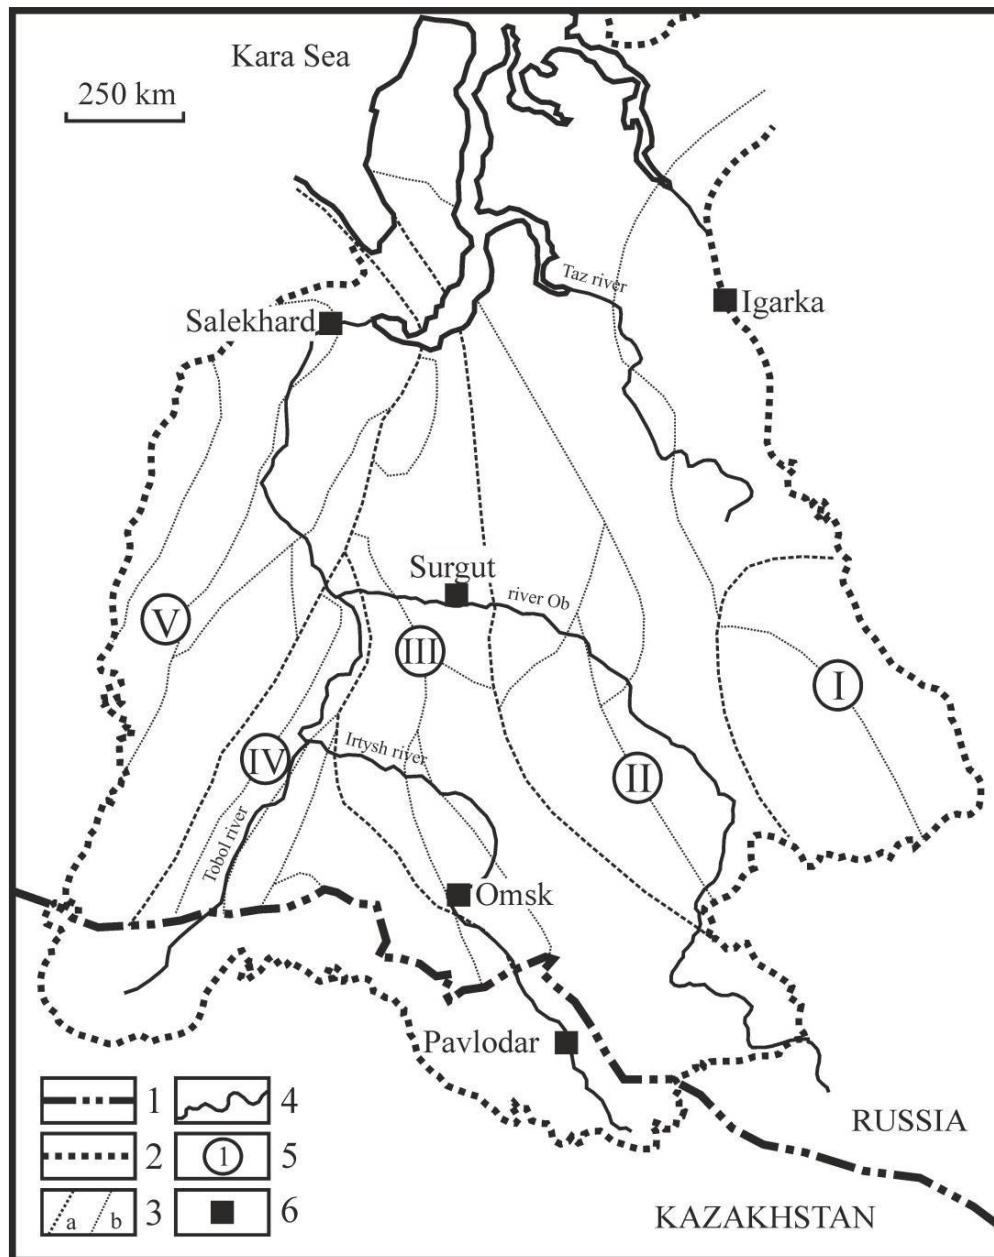 Kara Sea
250 km
Taz river
Igarka
Salekhard
Surgut
river Ob
V
III
I
Irtysh river
IV
II
Tobol river
Omsk
Pavlodar
1
4
RUSSIA
2
1
5
a
b
3
6
KAZAKHSTAN